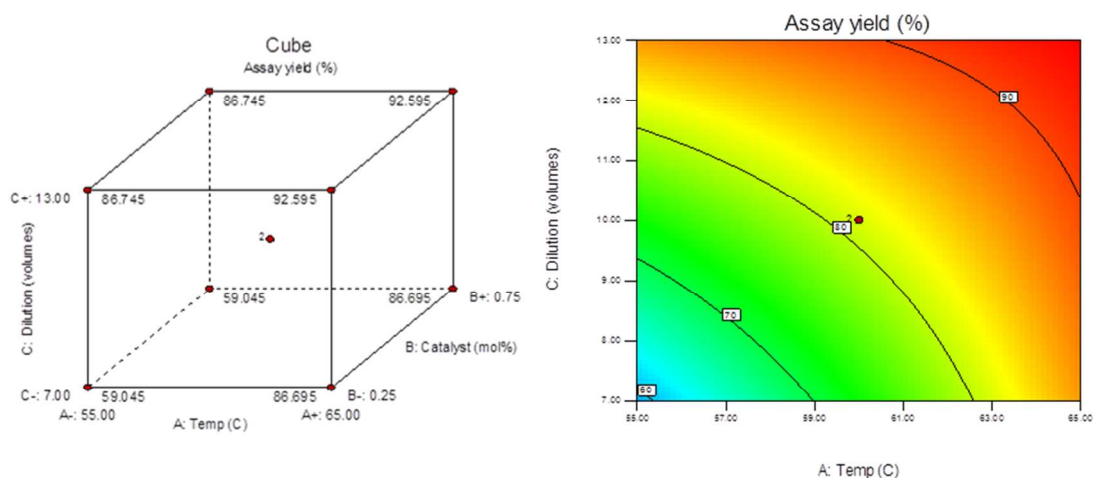 Cube
Assay yield (%)
86.745
92.595
C+: 13.00
86.745
92.595
C: Dilution (volumes)
2
59.045
86.695
B+: 0.75
B: Catalyst (mol%)
C-: 7.00
59.045
86.695
B-: 0.25
A-: 55.00
A+: 65.00
A: Temp (C)
Assay yield (%)
13.00
12.00
11.00
10.00
9.00
8.00
7.00
C: Dilution (volumes)
90
2
80
70
60
55.00
57.00
59.00
61.00
63.00
65.00
A: Temp (C)